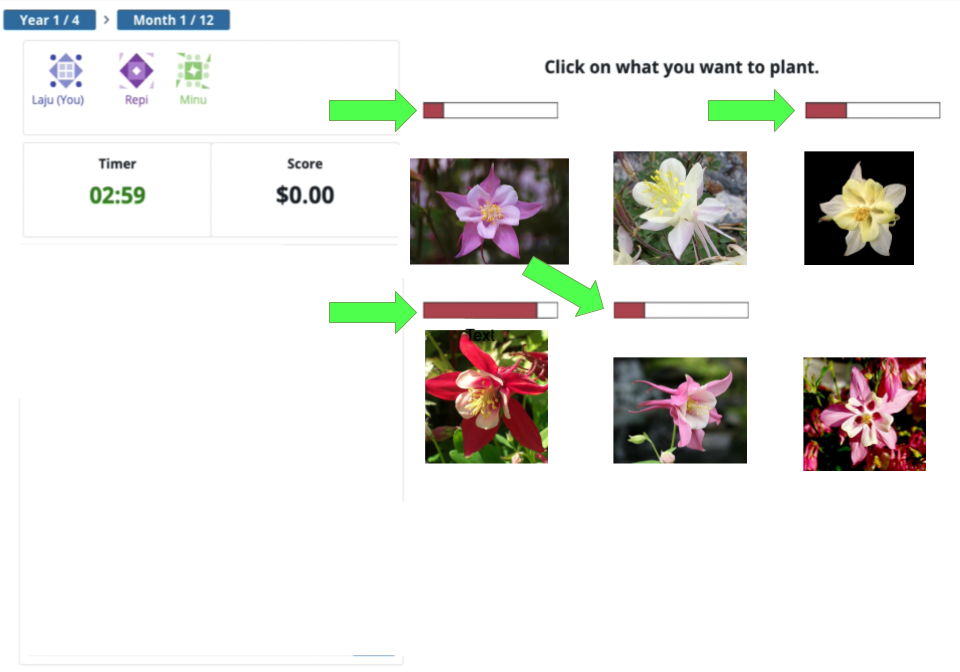 Year 1 / 4 > Month 1 / 12
Laju (You) Repi Minu
Click on what you want to plant.
Timer Score
02:59 $0.00
Text